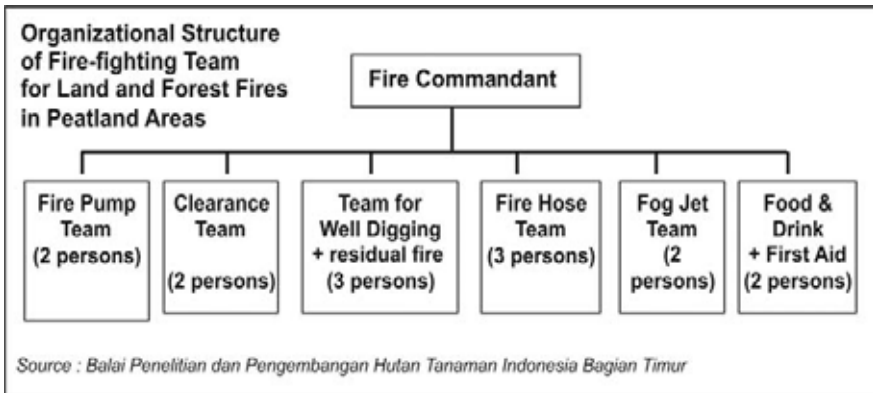 Organizational Structure
of Fire-fighting Team
for Land and Forest Fires
in Peatland Areas
Fire Commandant
Fire Pump
Team
(2 persons)
Clearance
Team
(2 persons)
Team for
Well Digging
+ residual fire
(3 persons)
Fire Hose
Team
(3 persons)
Fog Jet
Team
(2
persons)
Food &
Drink
+ First Aid
(2 persons)
Source : Balai Penelitian dan Pengembangan Hutan Tanaman Indonesia Bagian Timur